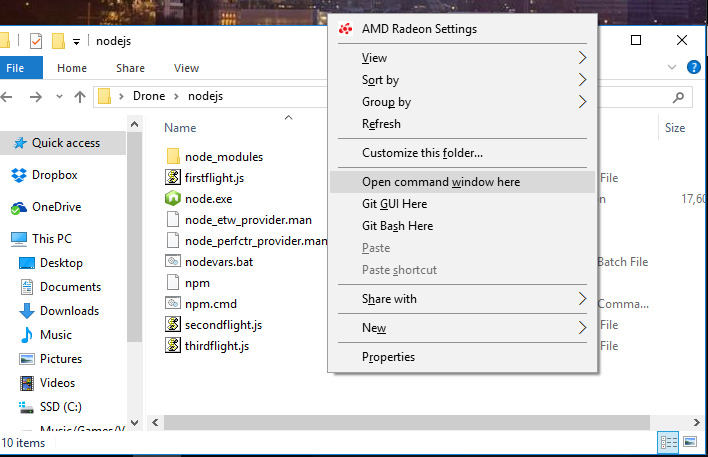 nodejs
File Home Share View
Drone nodejs
Name Size
Quick access
Dropbox
OneDrive
This PC
Desktop
Documents
Downloads
Music
Pictures
Videos
SSD (C:)
node_modules
firstflight.js File
node.exe 17,60
node_etw_provider.man
node_perfctr_provider.man
nodevars.bat Batch File
npm
npm.cmd Comma...
secondflight.js File
thirdflight.js File
10 items
AMD Radeon Settings
View
Sort by
Group by
Refresh
Customize this folder...
Open command window here
Git GUI Here
Git Bash Here
Paste
Paste shortcut
Share with
New
Properties